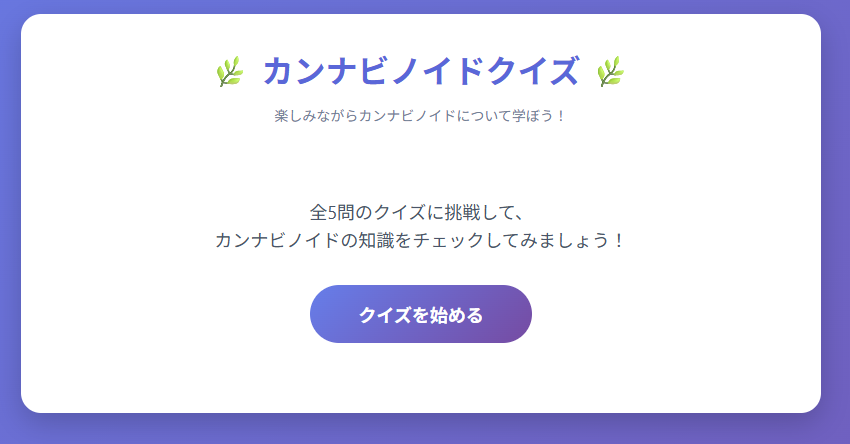 🌿 カンナビノイドクイズ 🌿
楽しみながらカンナビノイドについて学ぼう！
全5問のクイズに挑戦して、
カンナビノイドの知識をチェックしてみましょう！
クイズを始める